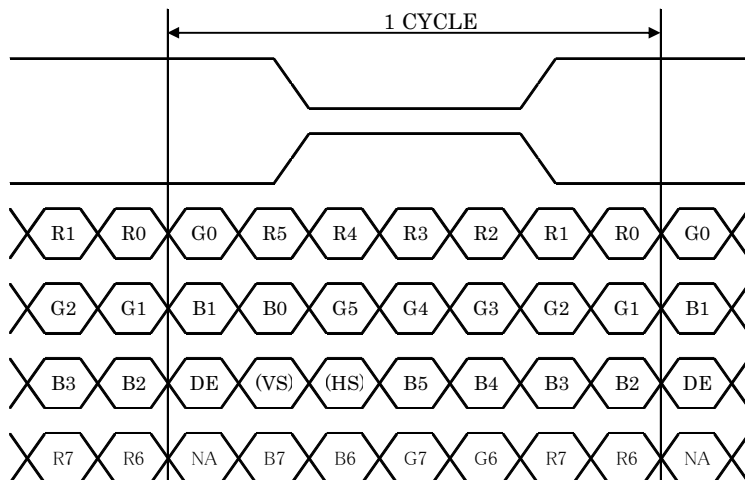 1 CYCLE
R1 R0 G0 R5 R4 R3 R2 R1 R0 G0
G2 G1 B1 B0 G5 G4 G3 G2 G1 B1
B3 B2 DE (VS) (HS) B5 B4 B3 B2 DE
R7 R6 NA B7 B6 G7 G6 R7 R6 NA